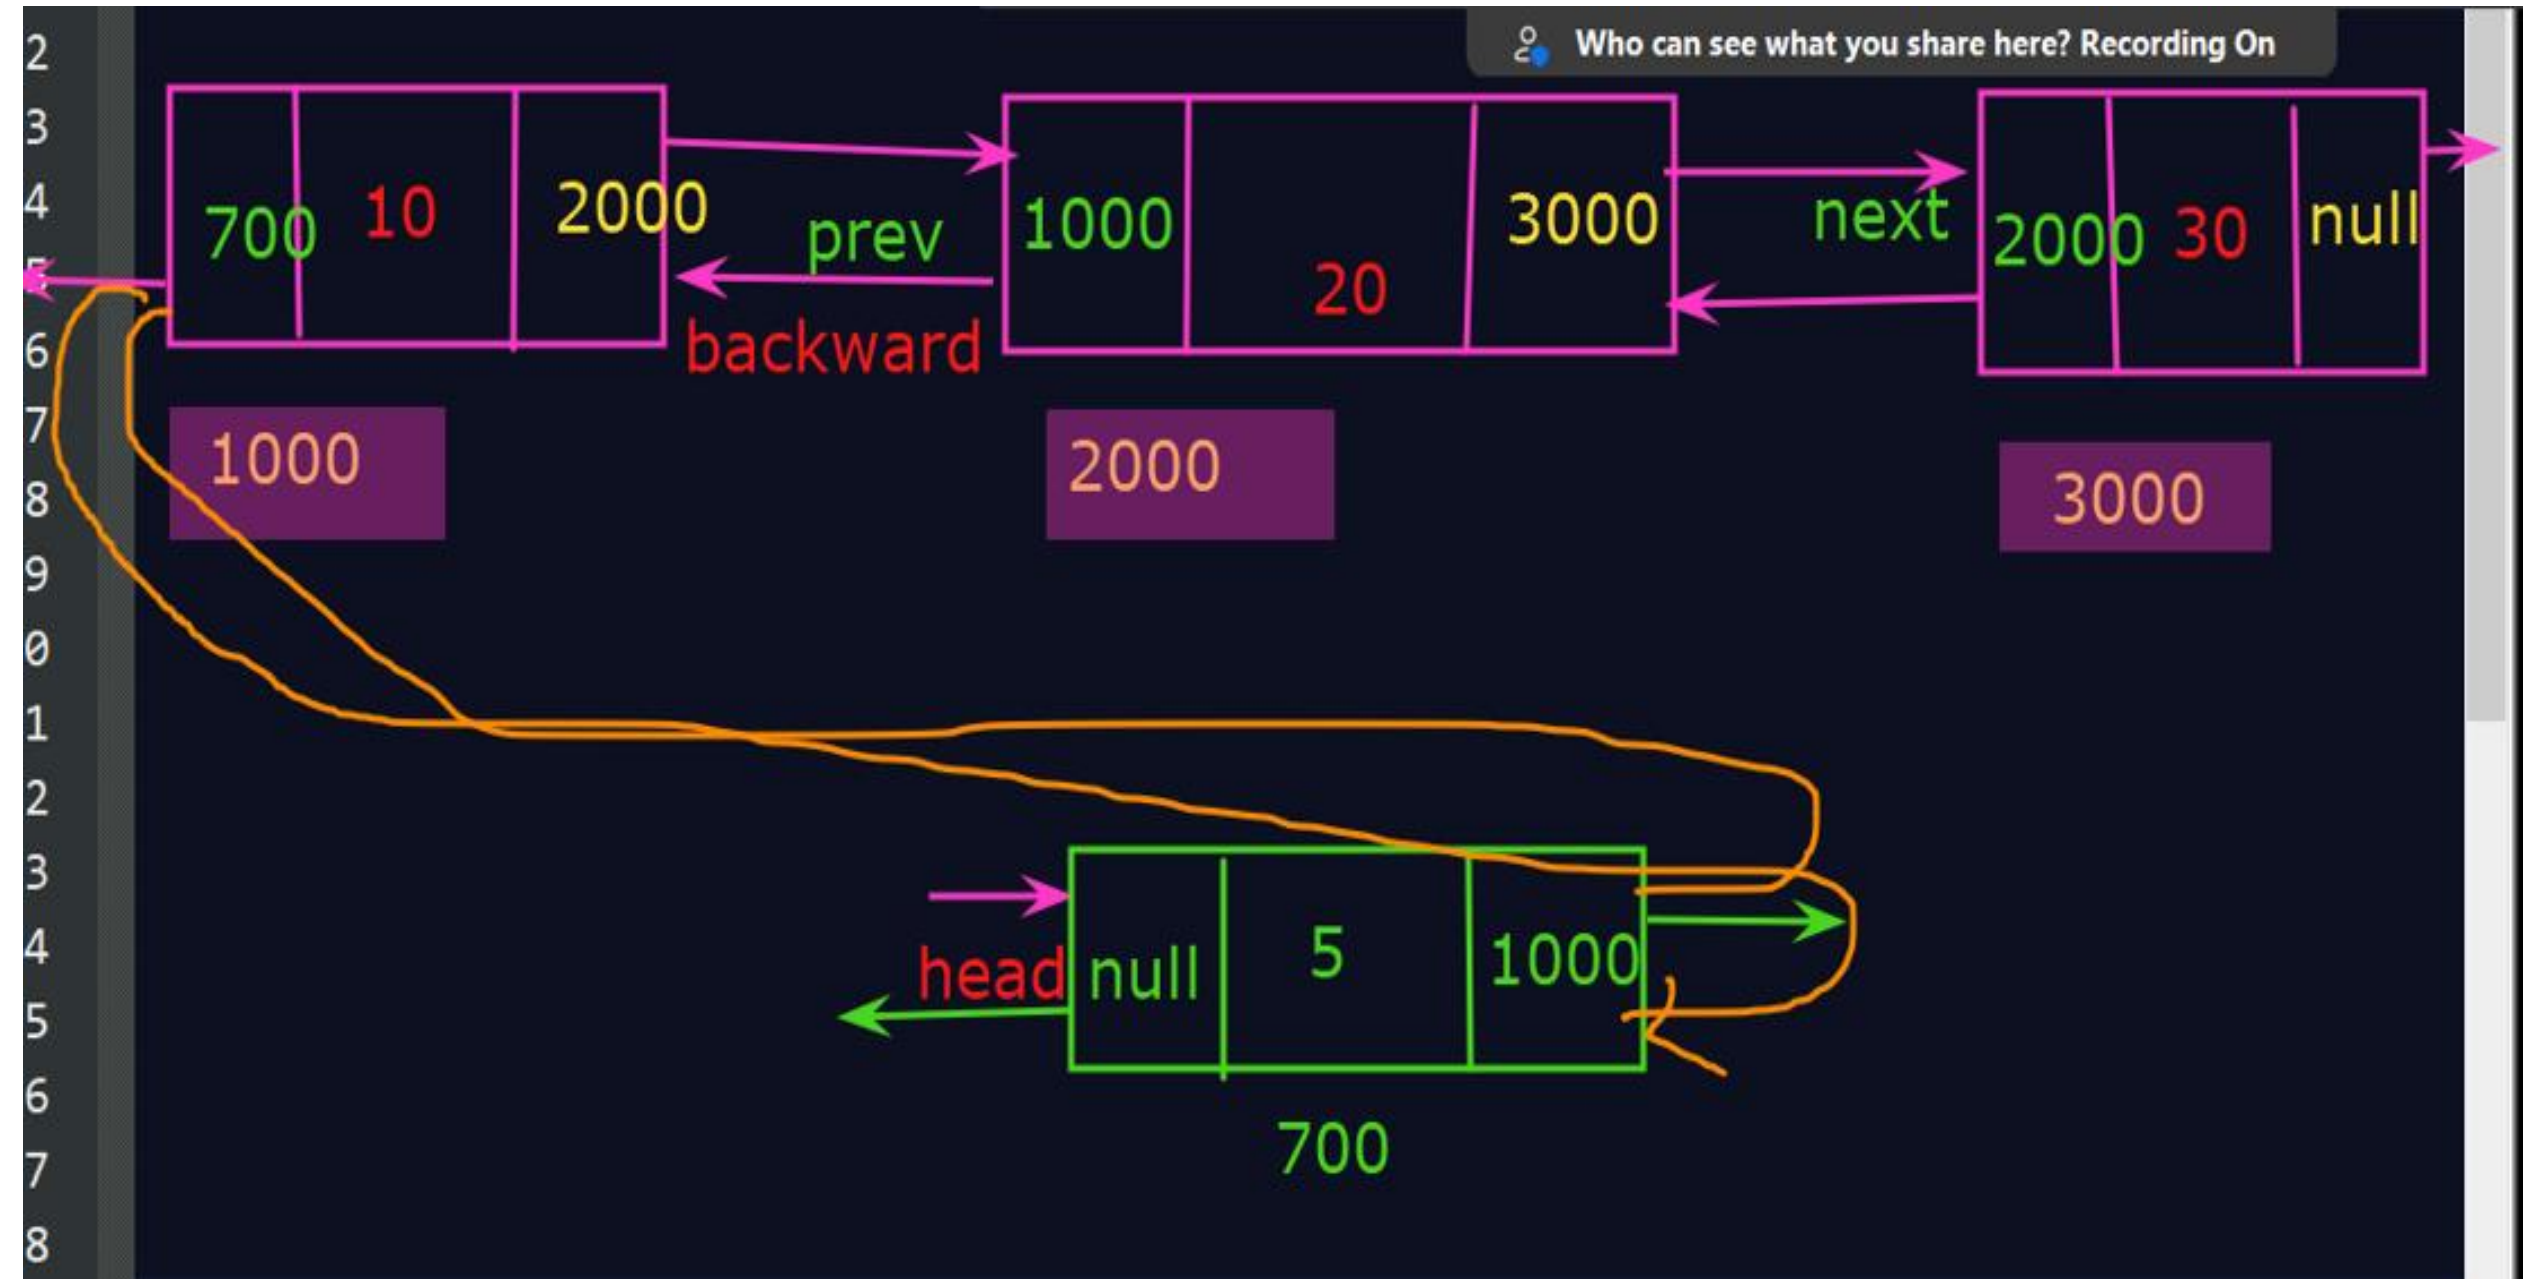 Who can see what you share here? Recording On
2
3
4
5
6
7
8
9
0
1
2
3
4
5
6
7
8
700 10 2000
prev
backward
1000 20 3000
next
2000 30 null
1000
2000
3000
head
null 5 1000
700